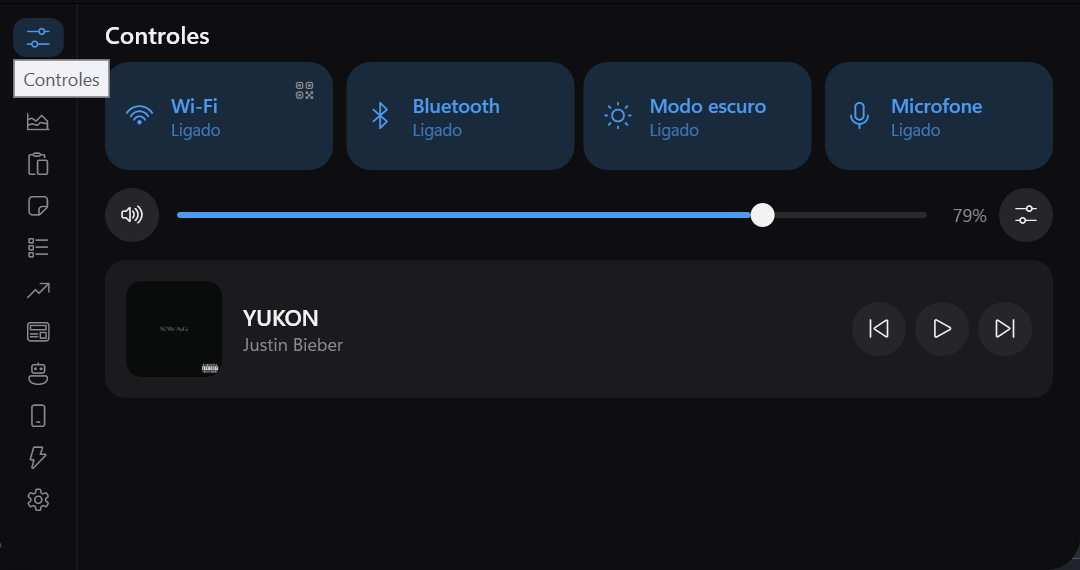 Controles
Controles
Wi-Fi
Ligado
Bluetooth
Ligado
Modo escuro
Ligado
Microfone
Ligado
79%
SWAG
YUKON
Justin Bieber